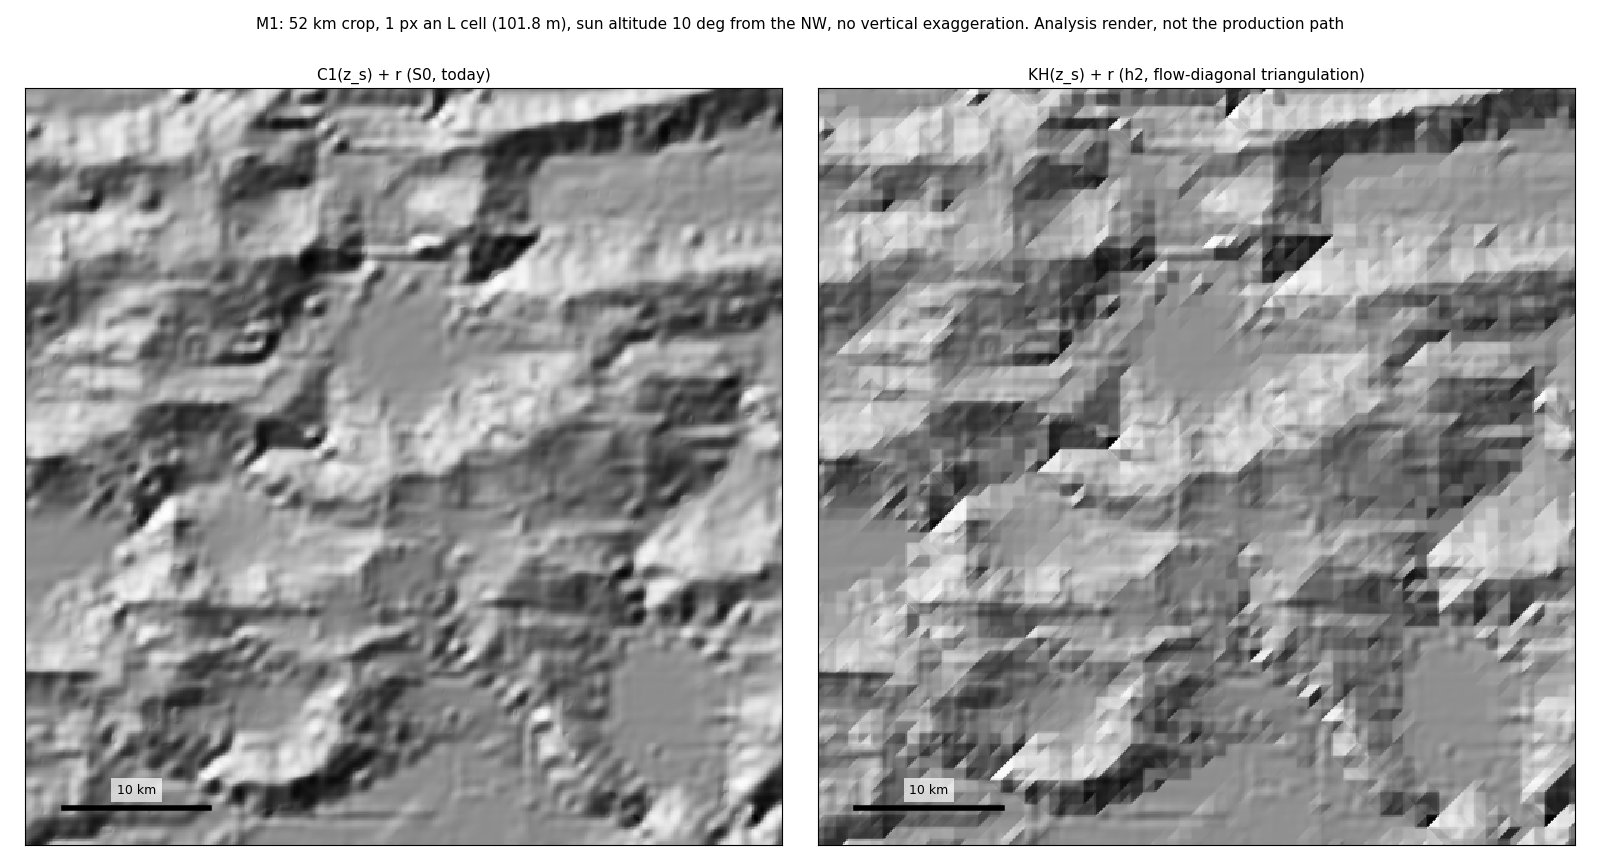 M1: 52 km crop, 1 px an L cell (101.8 m), sun altitude 10 deg from the NW, no vertical exaggeration. Analysis render, not the production path
C1(z_s) + r (S0, today)
KH(z_s) + r (h2, flow-diagonal triangulation)
10 km
10 km